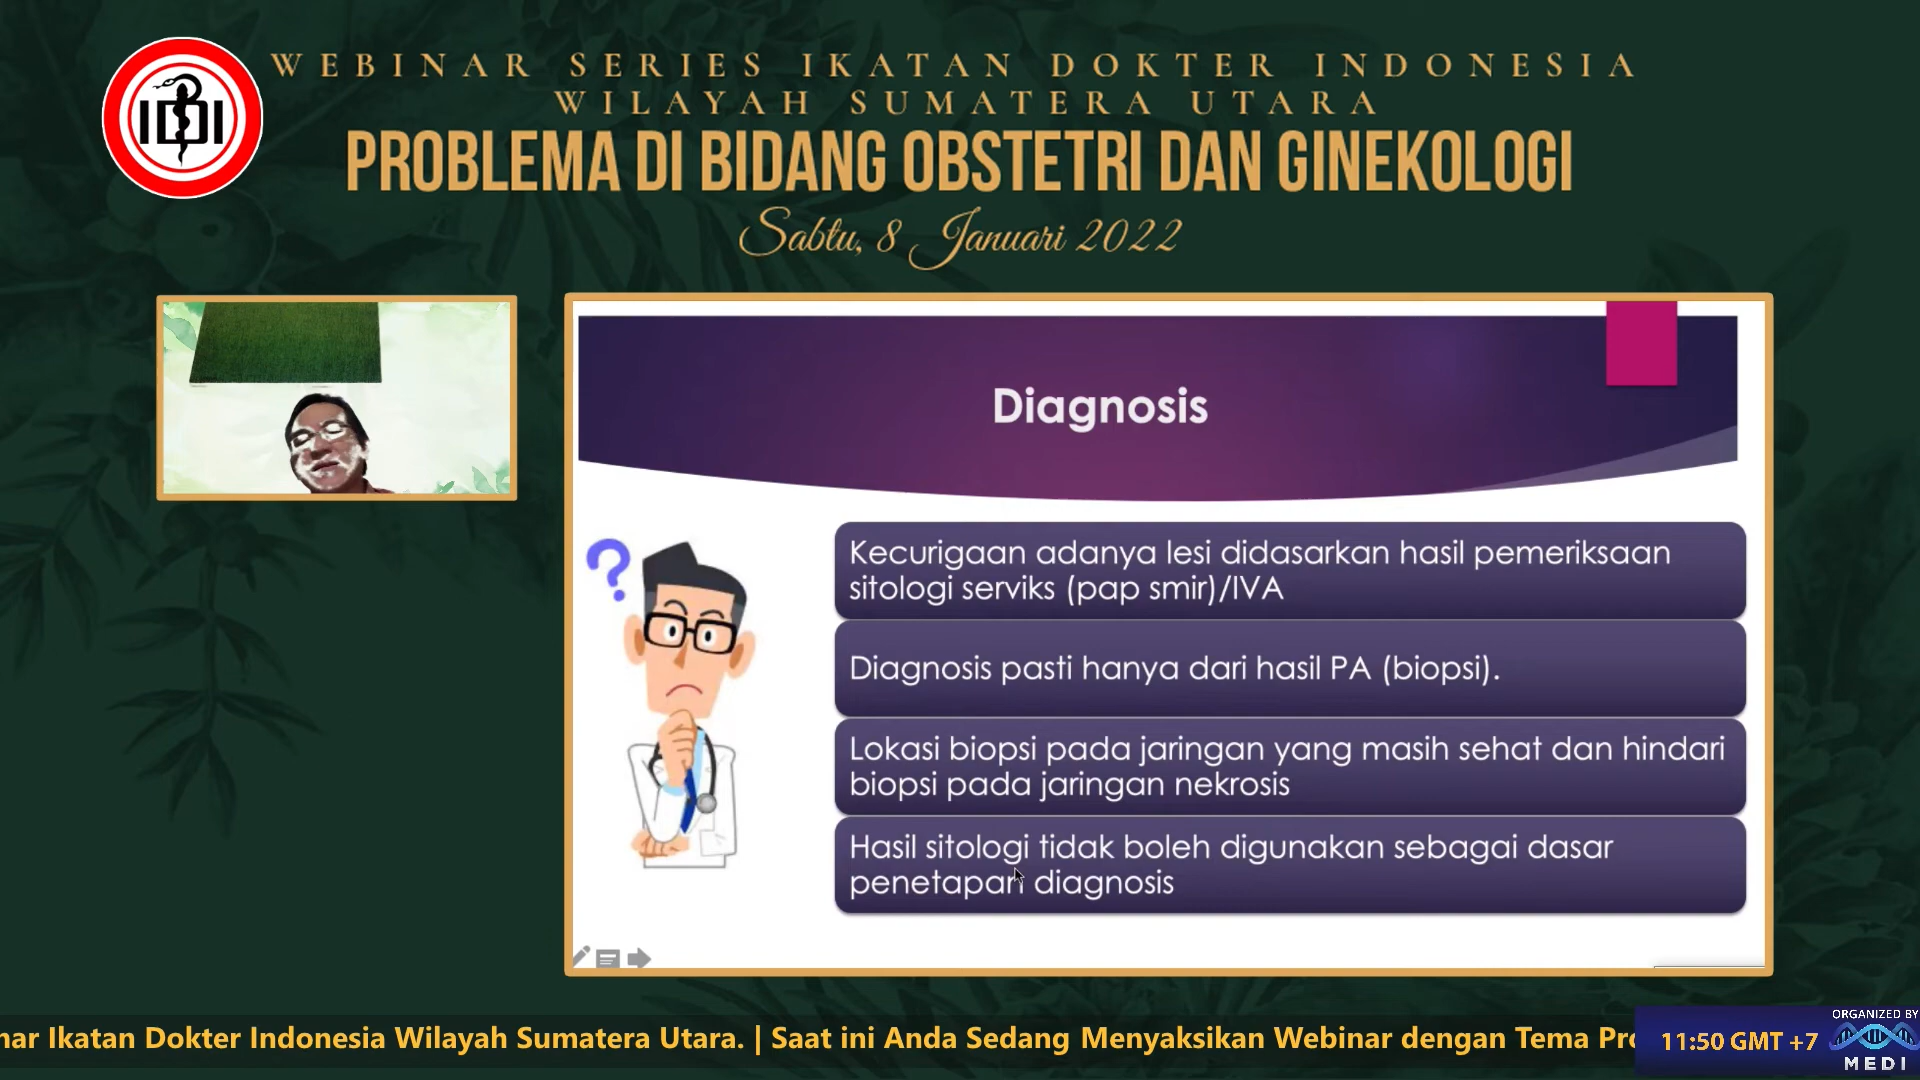 WEBINAR SERIES IKATAN DOKTER INDONESIA
WILAYAH SUMATERA UTARA
PROBLEMA DI BIDANG OBSTETRI DAN GINEKOLOGI
Sabtu, 8 Januari 2022
IDI
Diagnosis
?
Kecurigaan adanya lesi didasarkan hasil pemeriksaan
sitologi serviks (pap smir)/IVA
Diagnosis pasti hanya dari hasil PA (biopsi).
Lokasi biopsi pada jaringan yang masih sehat dan hindari
biopsi pada jaringan nekrosis
Hasil sitologi tidak boleh digunakan sebagai dasar
penetapan diagnosis
nar Ikatan Dokter Indonesia Wilayah Sumatera Utara. | Saat ini Anda Sedang Menyaksikan Webinar dengan Tema Pro
11:50 GMT +7
ORGANIZED BY
MEDI